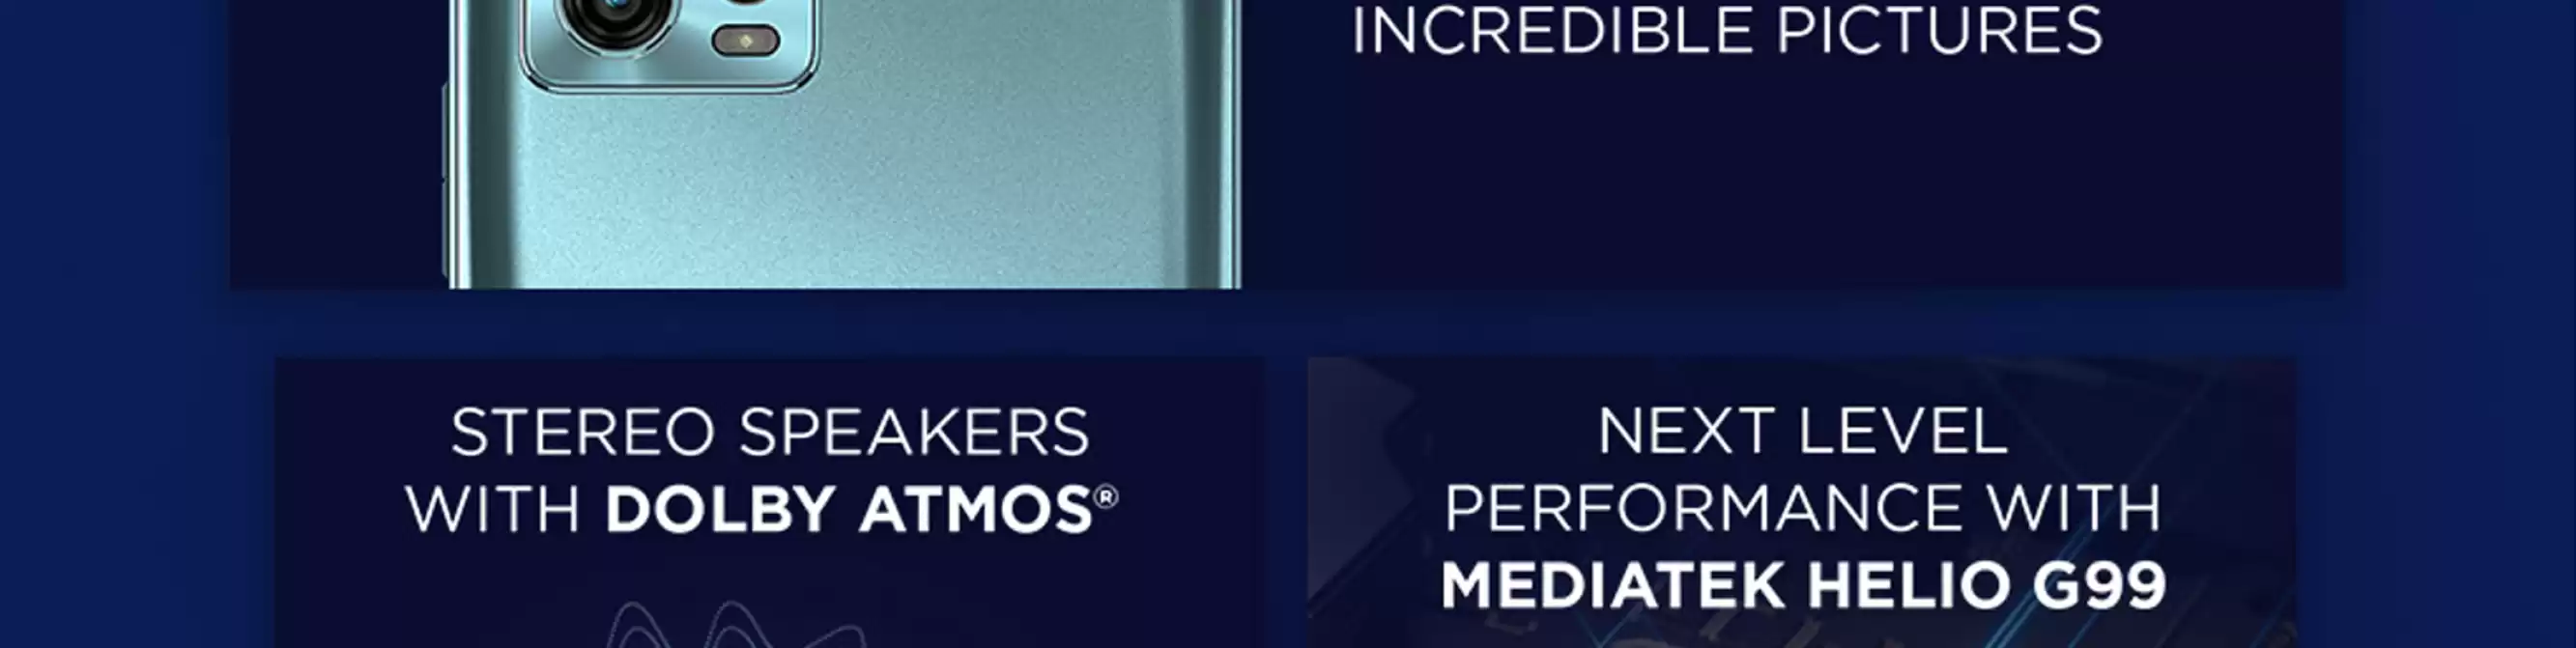 INCREDIBLE PICTURES
STEREO SPEAKERS
WITH DOLBY ATMOS®
NEXT LEVEL
PERFORMANCE WITH
MEDIATEK HELIO G99